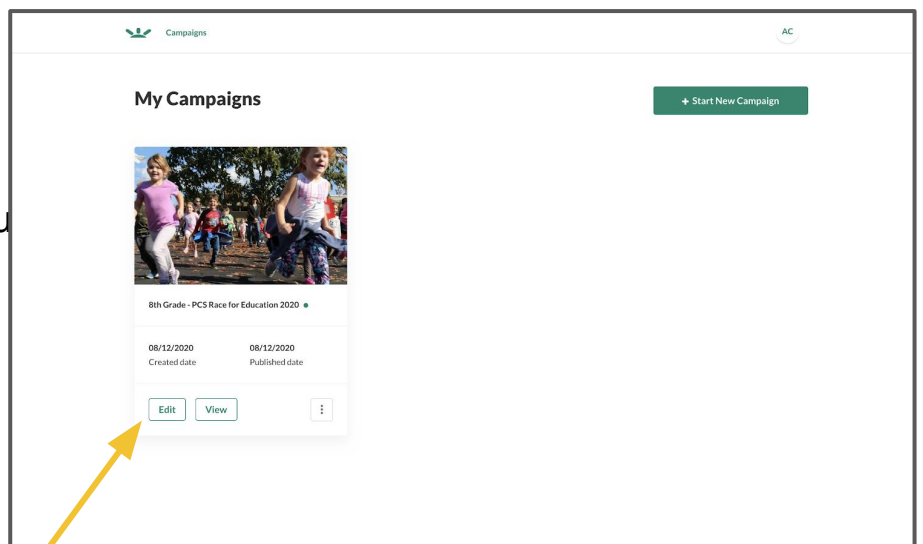 Campaigns
AC
My Campaigns
+ Start New Campaign
8th Grade - PCS Race for Education 2020
08/12/2020 08/12/2020
Created date Published date
Edit View